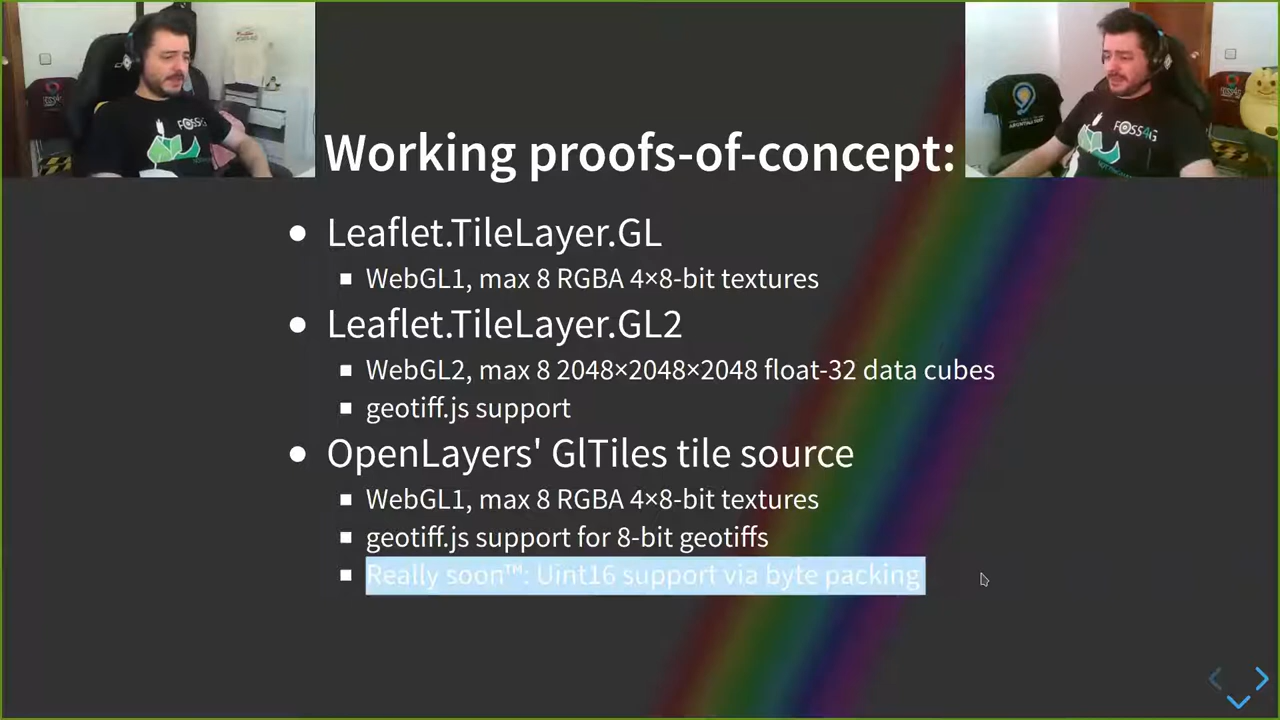 FOSS4G
FOSS4G
Working proofs-of-concept:
Leaflet.TileLayer.GL
WebGL1, max 8 RGBA 4×8-bit textures
Leaflet.TileLayer.GL2
WebGL2, max 8 2048×2048×2048 float-32 data cubes
geotiff.js support
OpenLayers' GlTiles tile source
WebGL1, max 8 RGBA 4×8-bit textures
geotiff.js support for 8-bit geotiffs
Really soon™: Uint16 support via byte packing